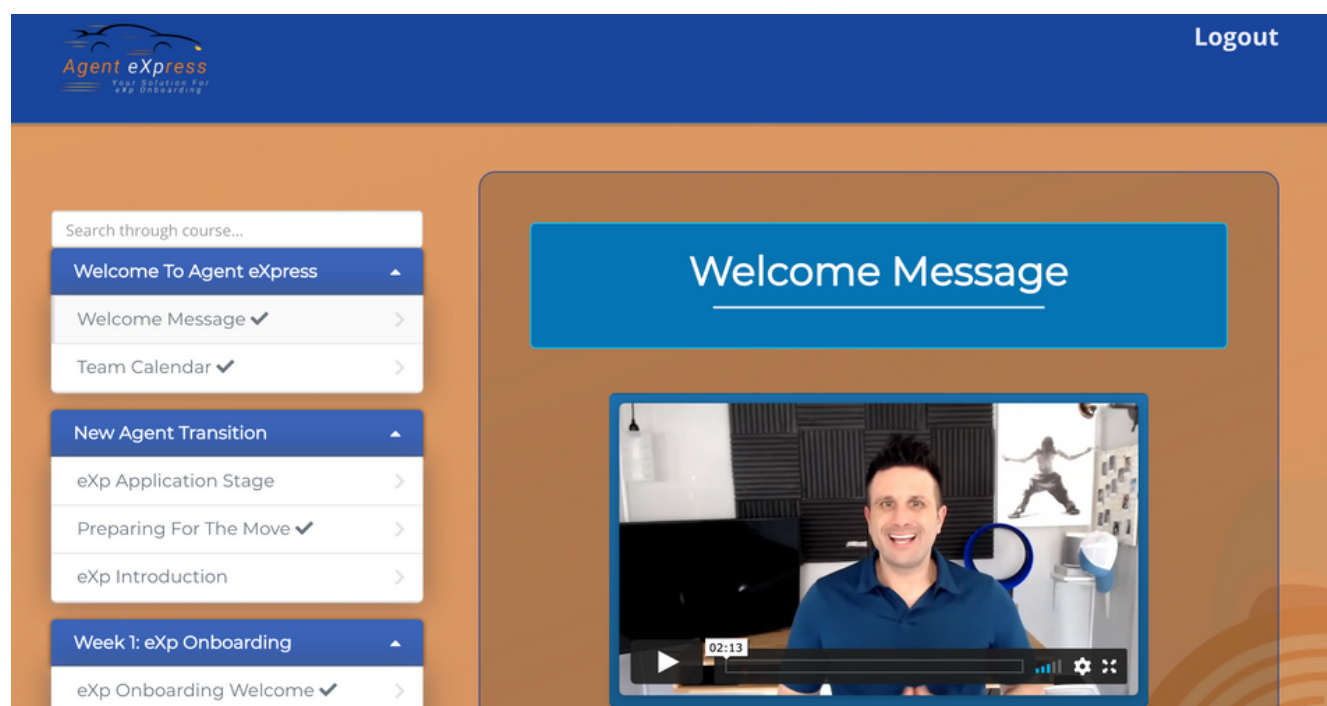 Agent eXpress
Your Solution For
eXp Onboarding
Logout
Search through course...
Welcome To Agent eXpress
Welcome Message
Team Calendar
New Agent Transition
eXp Application Stage
Preparing For The Move
eXp Introduction
Week 1: eXp Onboarding
eXp Onboarding Welcome
Welcome Message
02:13